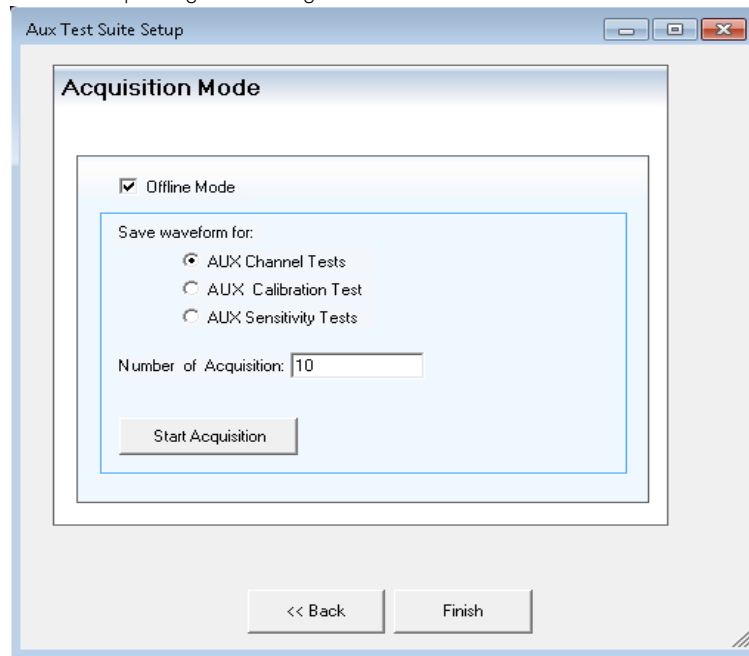 Aux Test Suite Setup
Acquisition Mode
Offline Mode
Save waveform for:
AUX Channel Tests
AUX Calibration Test
AUX Sensitivity Tests
Number of Acquisition: 10
Start Acquisition
<< Back
Finish